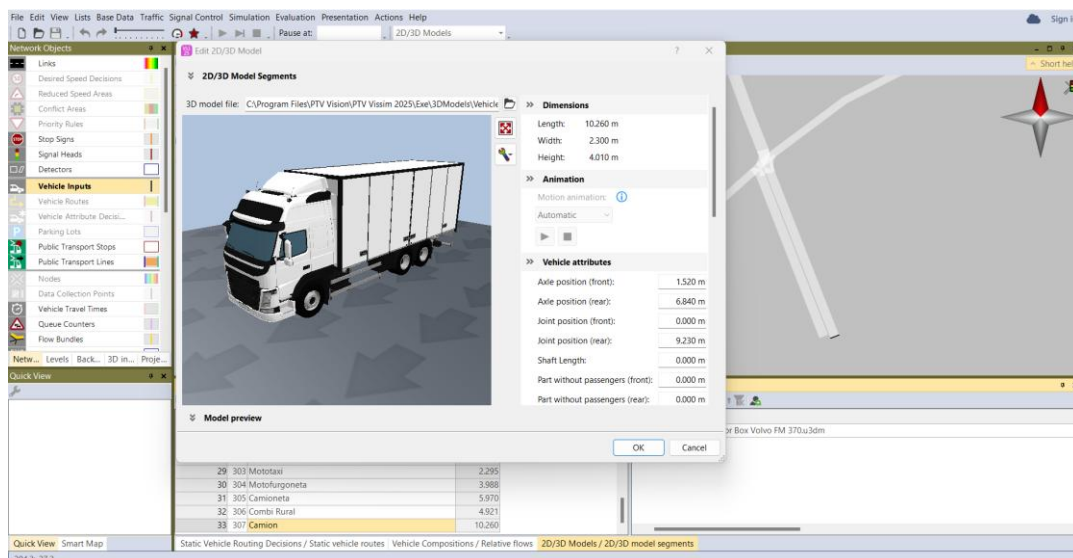 File Edit View Lists Base Data Traffic Signal Control Simulation Evaluation Presentation Actions Help
Sign i
Pause at:
2D/3D Models
Network Objects
Links
Desired Speed Decisions
Reduced Speed Areas
Conflict Areas
Priority Rules
Stop Signs
Signal Heads
Detectors
Vehicle Inputs
Vehicle Routes
Vehicle Attribute Decisi...
Parking Lots
Public Transport Stops
Public Transport Lines
Nodes
Data Collection Points
Vehicle Travel Times
Queue Counters
Flow Bundles
Netw... Levels Back... 3D in... Proje...
Quick View
Quick View Smart Map
Edit 2D/3D Model
2D/3D Model Segments
3D model file: C:\Program Files\PTV Vision\PTV Vissim 2025\Exe\3DModels\Vehicle
Dimensions
Length: 10.260 m
Width: 2.300 m
Height: 4.010 m
Animation
Motion animation:
Automatic
Vehicle attributes
Axle position (front): 1.520 m
Axle position (rear): 6.840 m
Joint position (front): 0.000 m
Joint position (rear): 9.230 m
Shaft Length: 0.000 m
Part without passengers (front): 0.000 m
Part without passengers (rear): 0.000 m
Model preview
OK Cancel
Short hel
or Box Volvo FM 370.u3dm
29 303 Mototaxi 2.295
30 304 Motofurgoneta 3.988
31 305 Camioneta 5.970
32 306 Combi Rural 4.921
33 307 Camion 10.260
Static Vehicle Routing Decisions / Static vehicle routes Vehicle Compositions / Relative flows 2D/3D Models / 2D/3D model segments